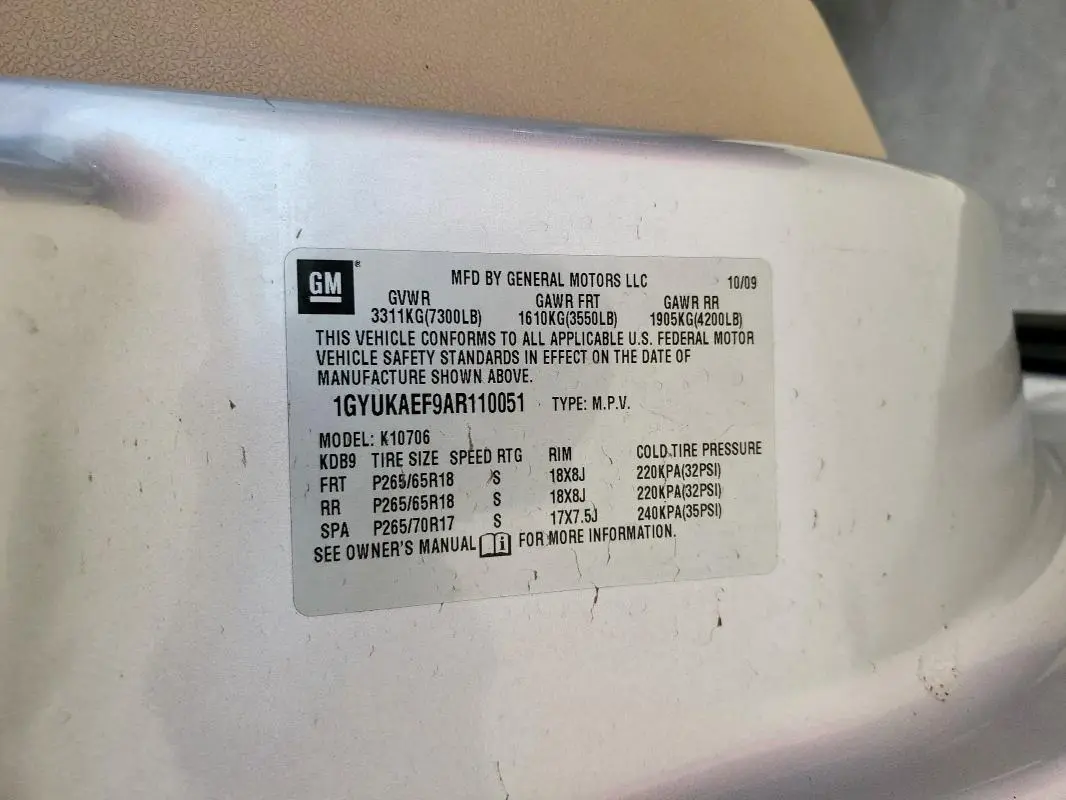 GM ®
MFD BY GENERAL MOTORS LLC 10/09
GVWR GAWR FRT GAWR RR
3311KG(7300LB) 1610KG(3550LB) 1905KG(4200LB)
THIS VEHICLE CONFORMS TO ALL APPLICABLE U.S. FEDERAL MOTOR
VEHICLE SAFETY STANDARDS IN EFFECT ON THE DATE OF
MANUFACTURE SHOWN ABOVE.
1GYUKAEF9AR110051 TYPE: M.P.V.
MODEL: K10706
KDB9 TIRE SIZE SPEED RTG RIM COLD TIRE PRESSURE
FRT P265/65R18 S 18X8J 220KPA(32PSI)
RR P265/65R18 S 18X8J 220KPA(32PSI)
SPA P265/70R17 S 17X7.5J 240KPA(35PSI)
SEE OWNER'S MANUAL i FOR MORE INFORMATION.